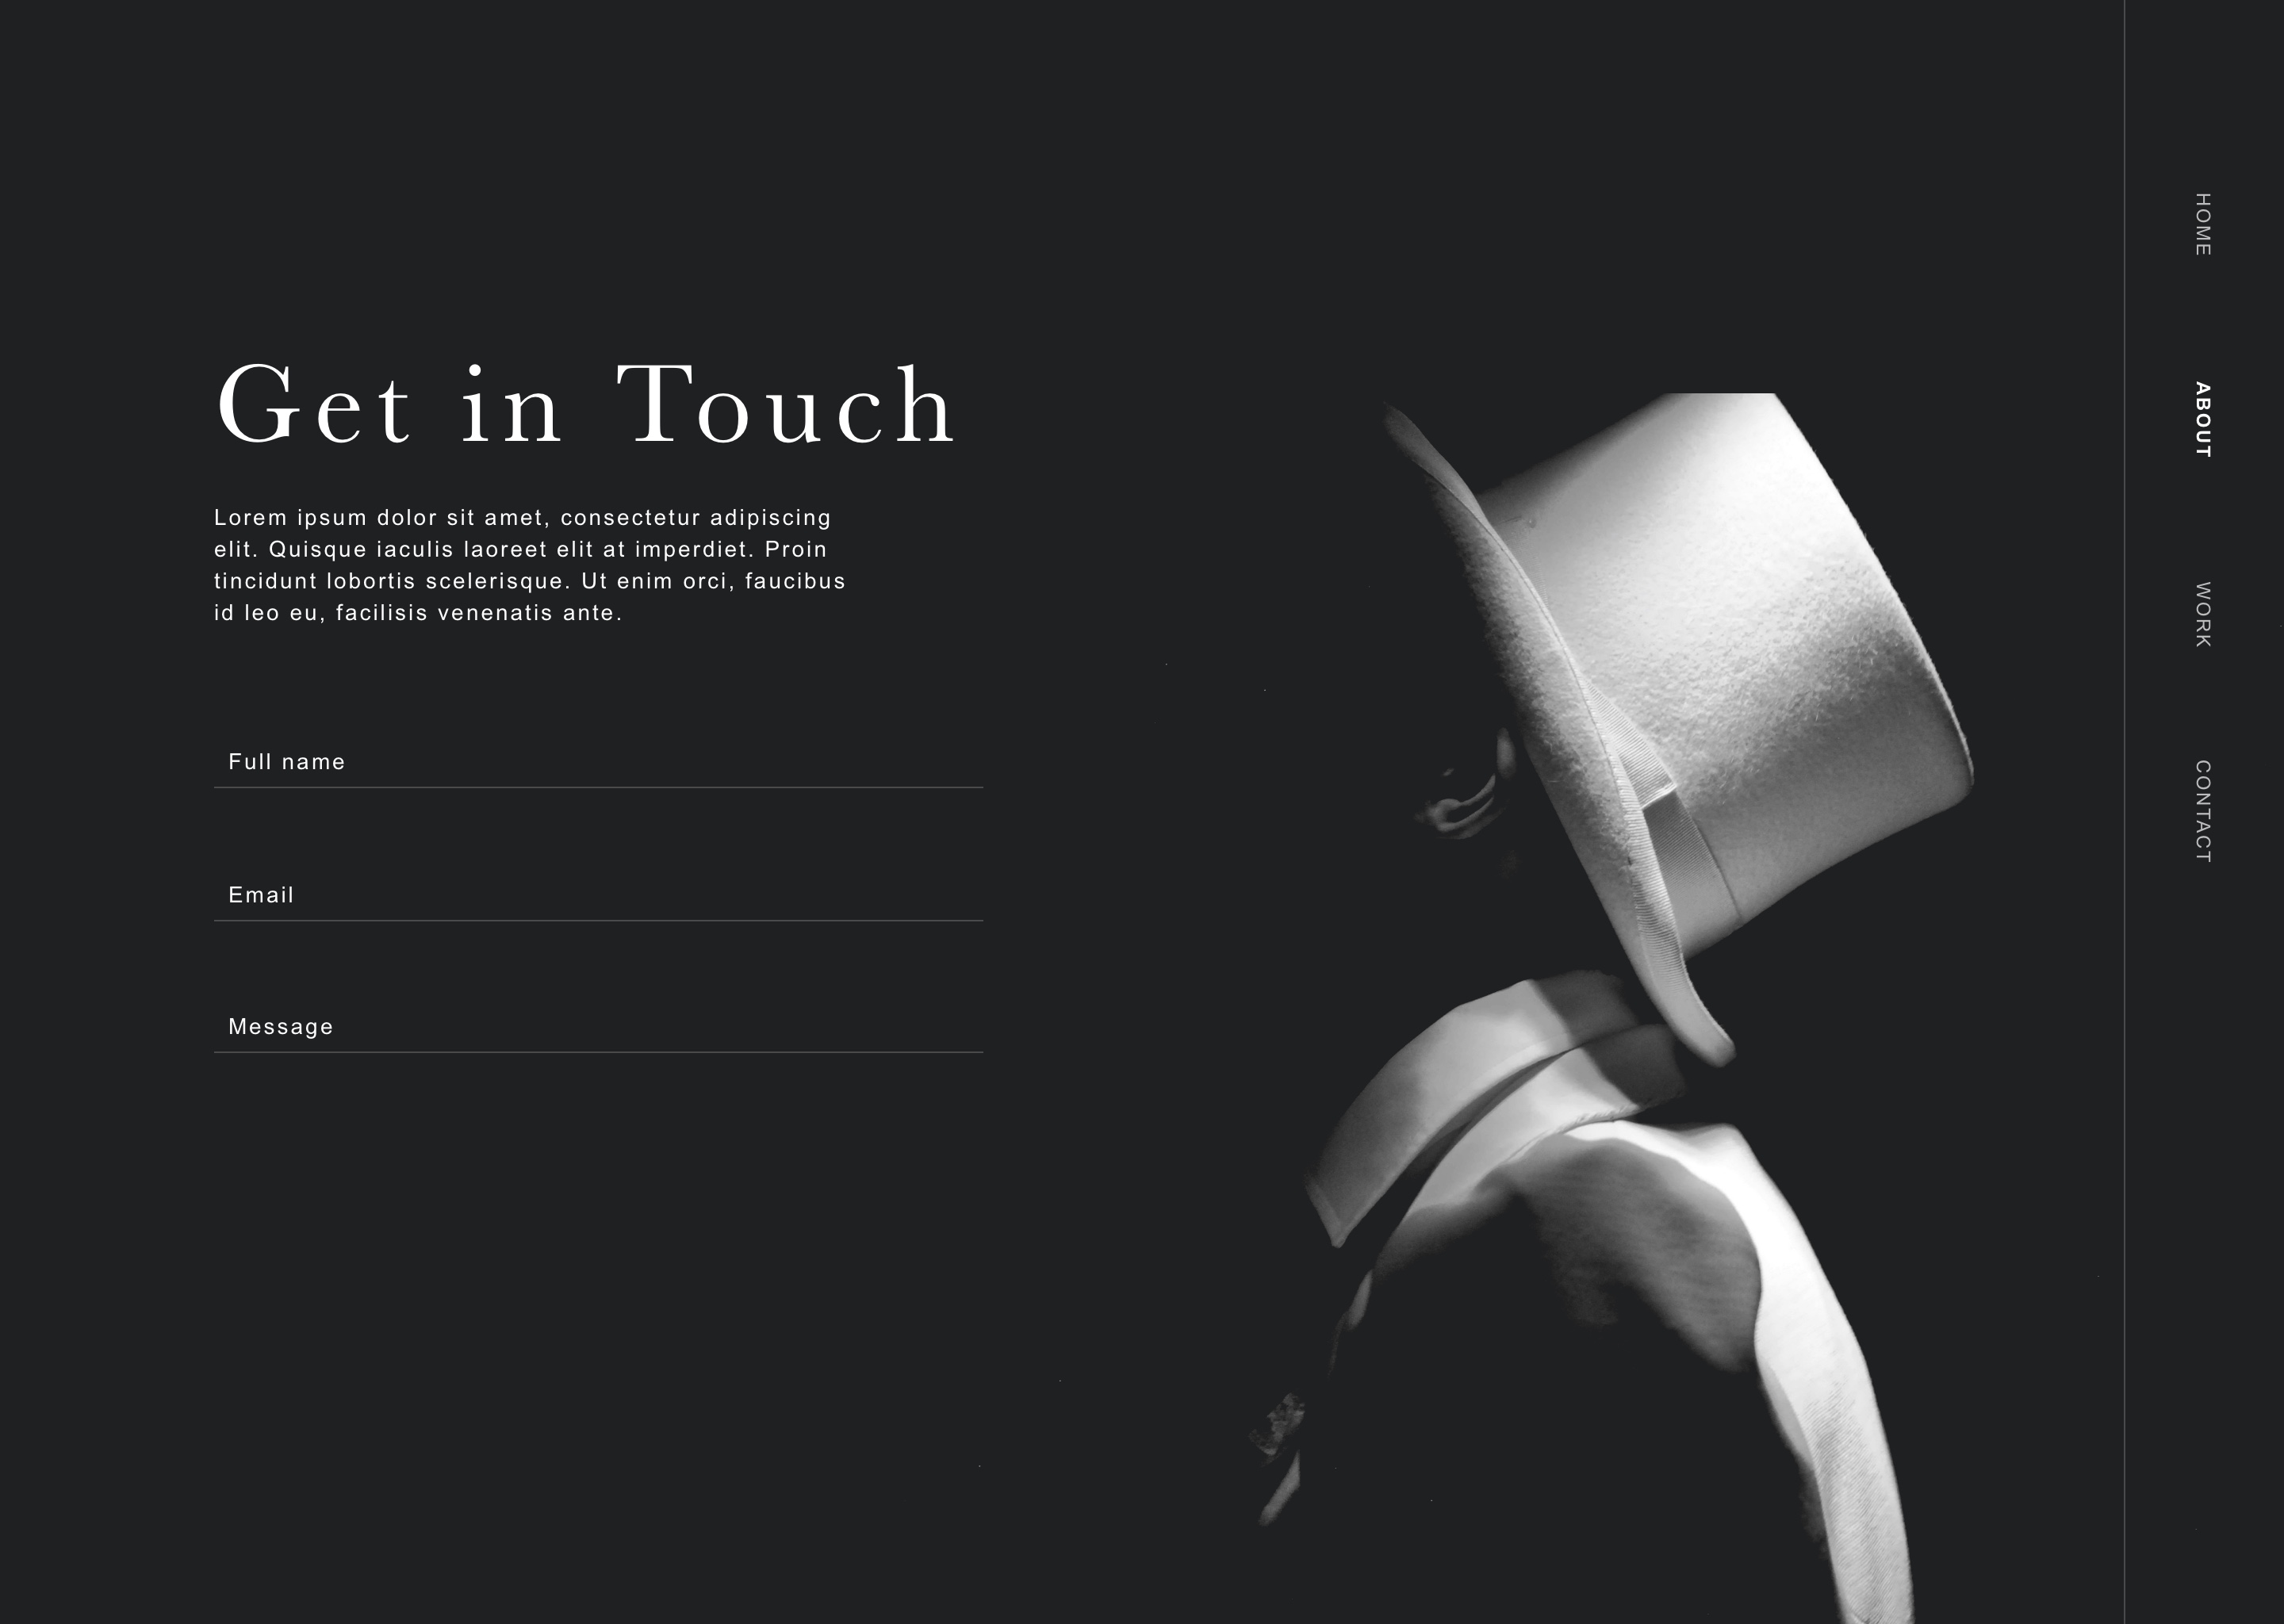 Get in Touch
Lorem ipsum dolor sit amet, consectetur adipiscing
elit. Quisque iaculis laoreet elit at imperdiet. Proin
tincidunt lobortis scelerisque. Ut enim orci, faucibus
id leo eu, facilisis venenatis ante.
Full name
Email
Message
HOME
ABOUT
WORK
CONTACT